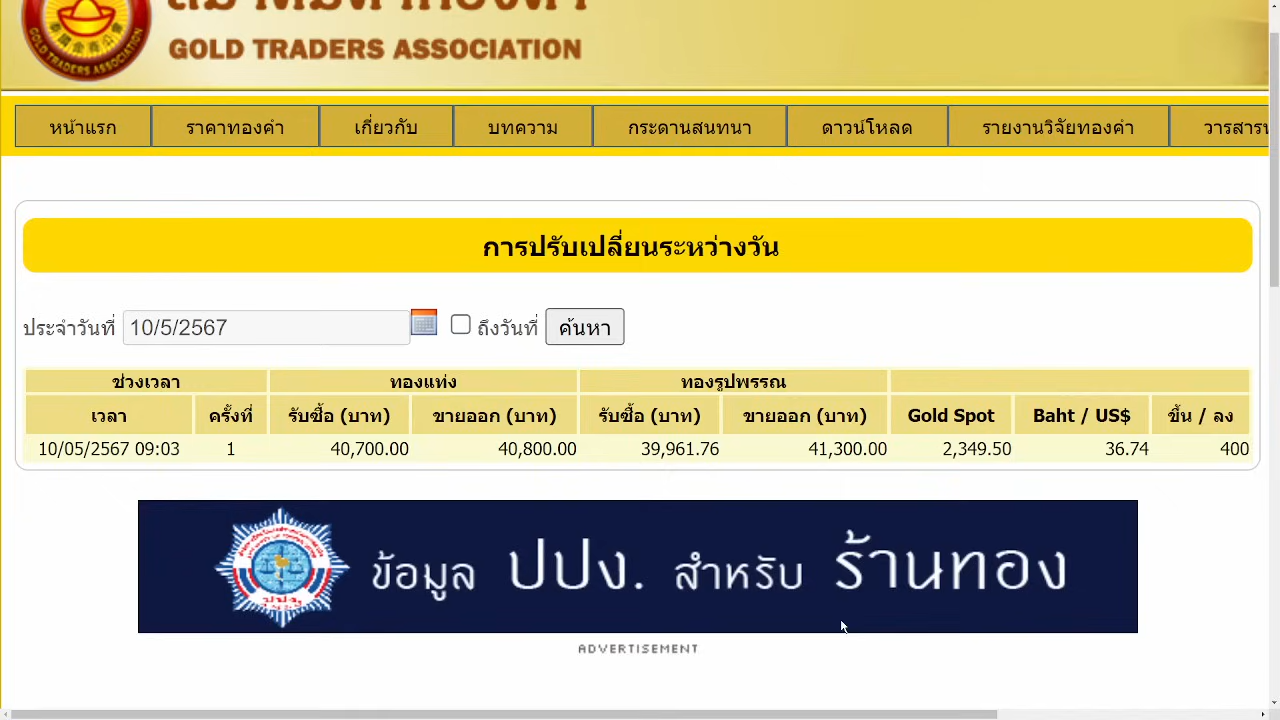 GOLD TRADERS ASSOCIATION
หน้าแรก ราคาทองคำ เกี่ยวกับ บทความ กระดานสนทนา ดาวน์โหลด รายงานวิจัยทองคำ
การปรับเปลี่ยนระหว่างวัน
ประจำวันที่ 10/5/2567 ถึงวันที่ ค้นหา
ช่วงเวลา ทองแท่ง ทองรูปพรรณ
เวลา ครั้งที่ รับซื้อ (บาท) ขายออก (บาท) รับซื้อ (บาท) ขายออก (บาท) Gold Spot Baht / US$ ขึ้น / ลง
10/05/2567 09:03 1 40,700.00 40,800.00 39,961.76 41,300.00 2,349.50 36.74 400
ข้อมูล ปปง. สำหรับ ร้านทอง
ADVERTISEMENT